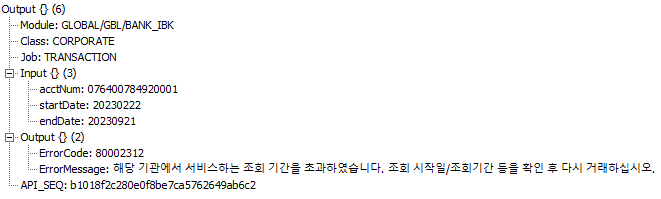 Output {} (6)
Module: GLOBAL/GBL/BANK_IBK
Class: CORPORATE
Job: TRANSACTION
Input {} (3)
acctNum: 076400784920001
startDate: 20230222
endDate: 20230921
Output {} (2)
ErrorCode: 80002312
ErrorMessage: 해당 기관에서 서비스하는 조회 기간을 초과하였습니다. 조회 시작일/조회기간 등을 확인 후 다시 거래하십시오.
API_SEQ: b1018f2c280e0f8be7ca5762649ab6c2